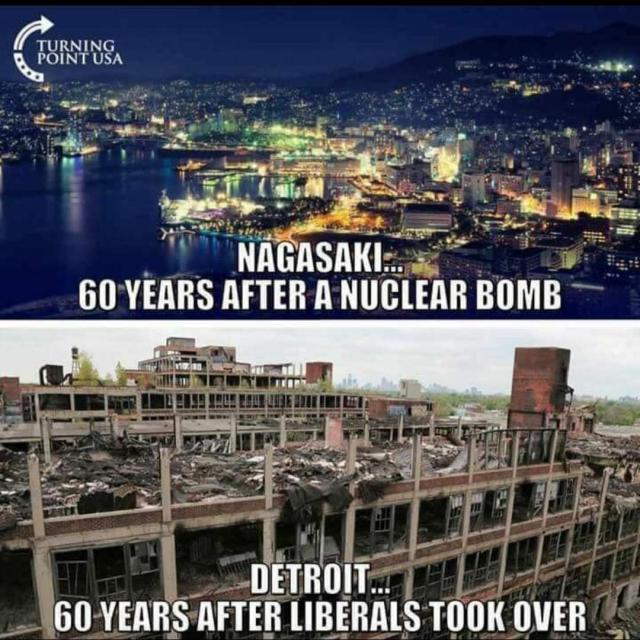 TURNING
POINT USA
NAGASAKI...
60 YEARS AFTER A NUCLEAR BOMB
DETROIT...
60 YEARS AFTER LIBERALS TOOK OVER